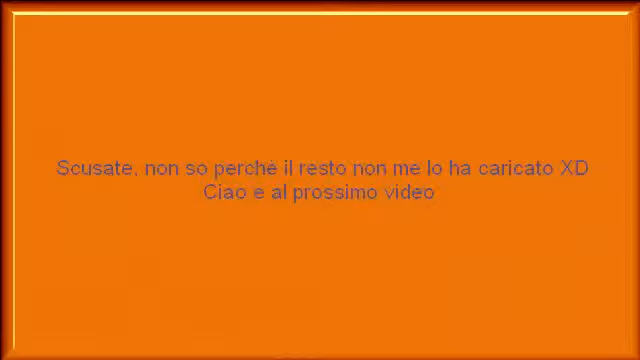 Scusate, non so perchè il resto non me lo ha caricato XD
Ciao e al prossimo video